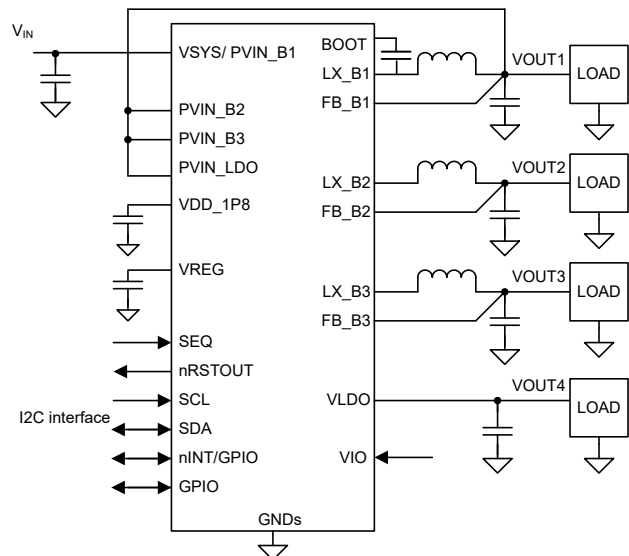 VIN
VSYS/ PVIN_B1
PVIN_B2
PVIN_B3
PVIN_LDO
VDD_1P8
VREG
SEQ
nRSTOUT
SCL
I2C interface
SDA
nINT/GPIO
GPIO
GNDs
BOOT
LX_B1
FB_B1
VOUT1
LOAD
LX_B2
FB_B2
VOUT2
LOAD
LX_B3
FB_B3
VOUT3
LOAD
VLDO
VOUT4
LOAD
VIO